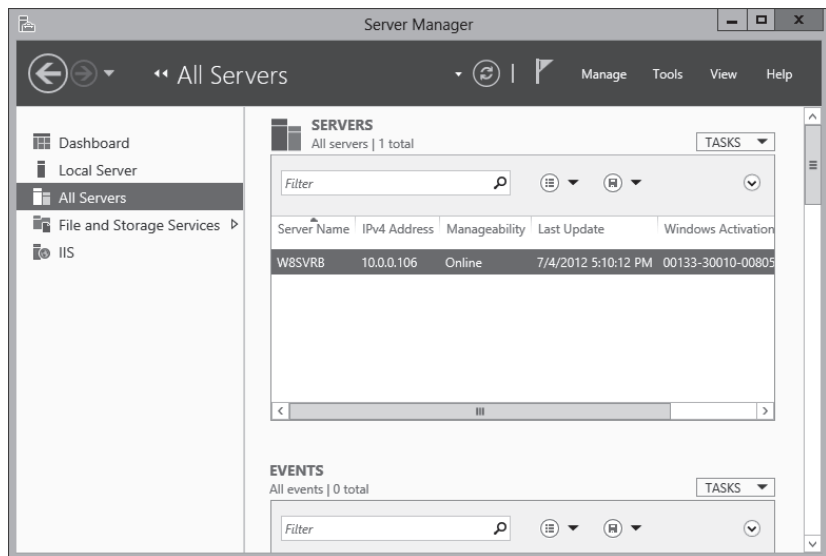 Server Manager
All Servers
Manage Tools View Help
Dashboard
Local Server
All Servers
File and Storage Services
IIS
SERVERS
All servers | 1 total
TASKS
Filter
Server Name IPv4 Address Manageability Last Update Windows Activation
W8SVRB 10.0.0.106 Online 7/4/2012 5:10:12 PM 00133-30010-00805
EVENTS
All events | 0 total
TASKS
Filter